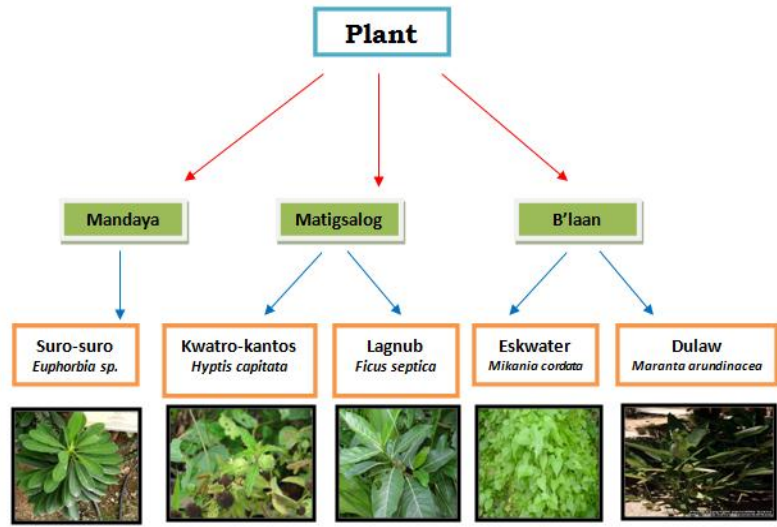 Plant
Mandaya
Matigsalog
B'laan
Suro-suro
Euphorbia sp.
Kwatro-kantos
Hyptis capitata
Lagnub
Ficus septica
Eskwater
Mikania cordata
Dulaw
Maranta arundinacea